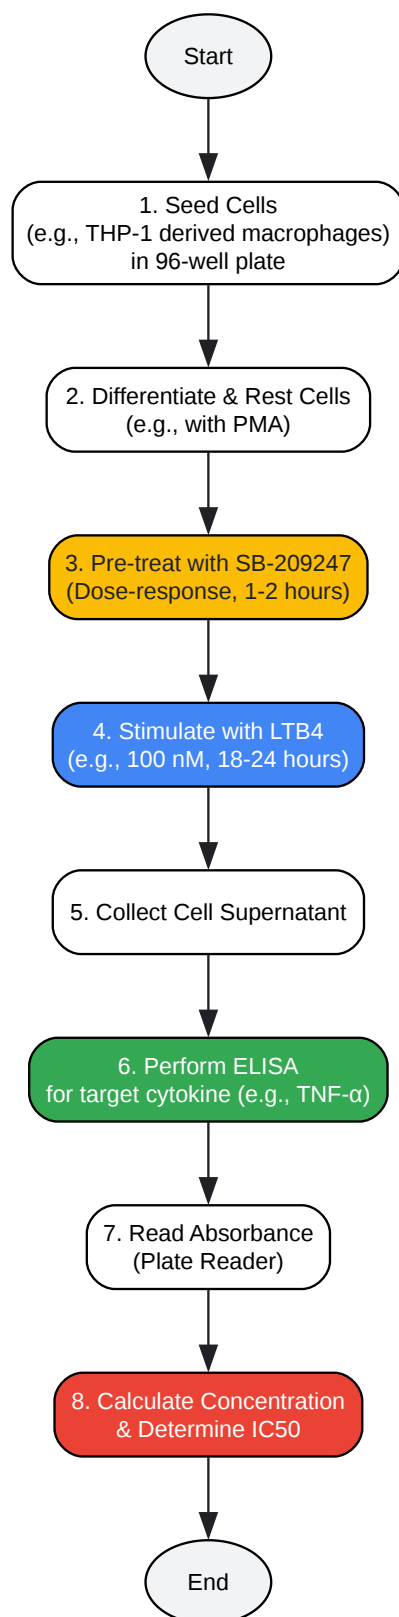 Start
1. Seed Cells
(e.g., THP-1 derived macrophages)
in 96-well plate
2. Differentiate & Rest Cells
(e.g., with PMA)
3. Pre-treat with SB-209247
(Dose-response, 1-2 hours)
4. Stimulate with LTB4
(e.g., 100 nM, 18-24 hours)
5. Collect Cell Supernatant
6. Perform ELISA
for target cytokine (e.g., TNF-α)
7. Read Absorbance
(Plate Reader)
8. Calculate Concentration
& Determine IC50
End